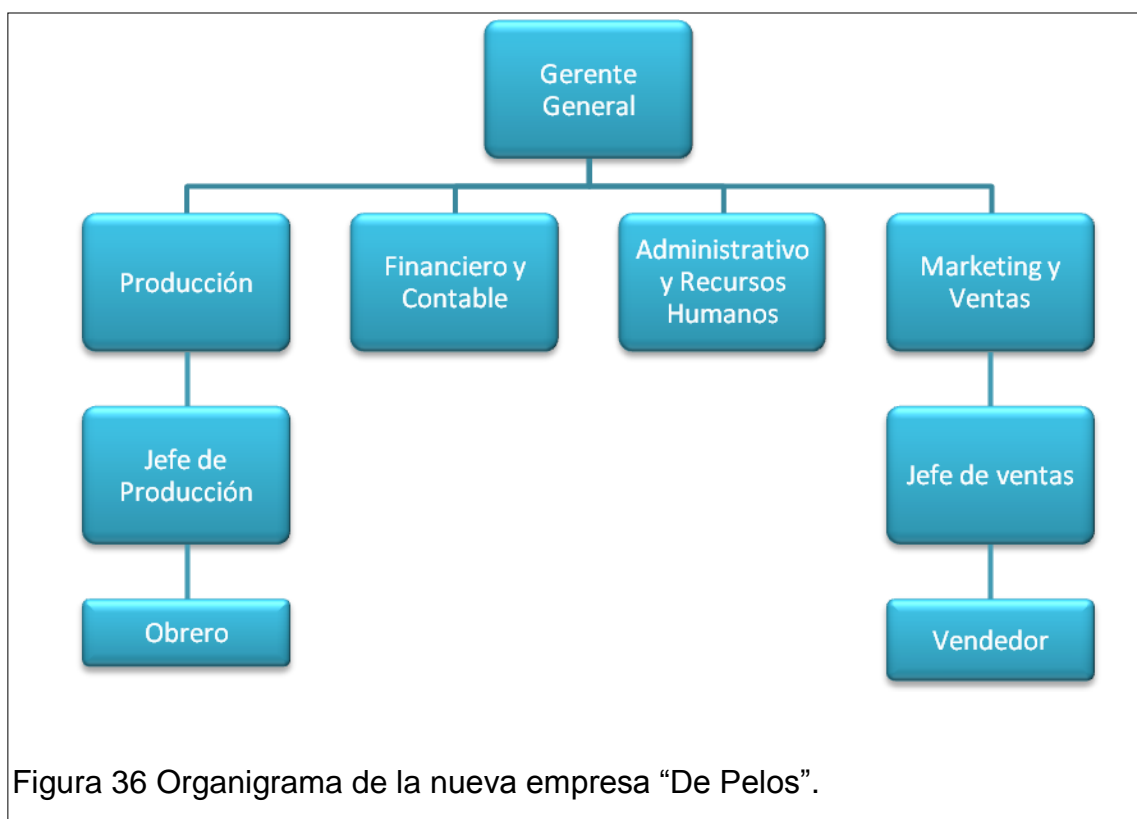 Gerente
General
Producción
Financiero y
Contable
Administrativo
y Recursos
Humanos
Marketing y
Ventas
Jefe de
Producción
Jefe de ventas
Obrero
Vendedor
Figura 36 Organigrama de la nueva empresa “De Pelos”.